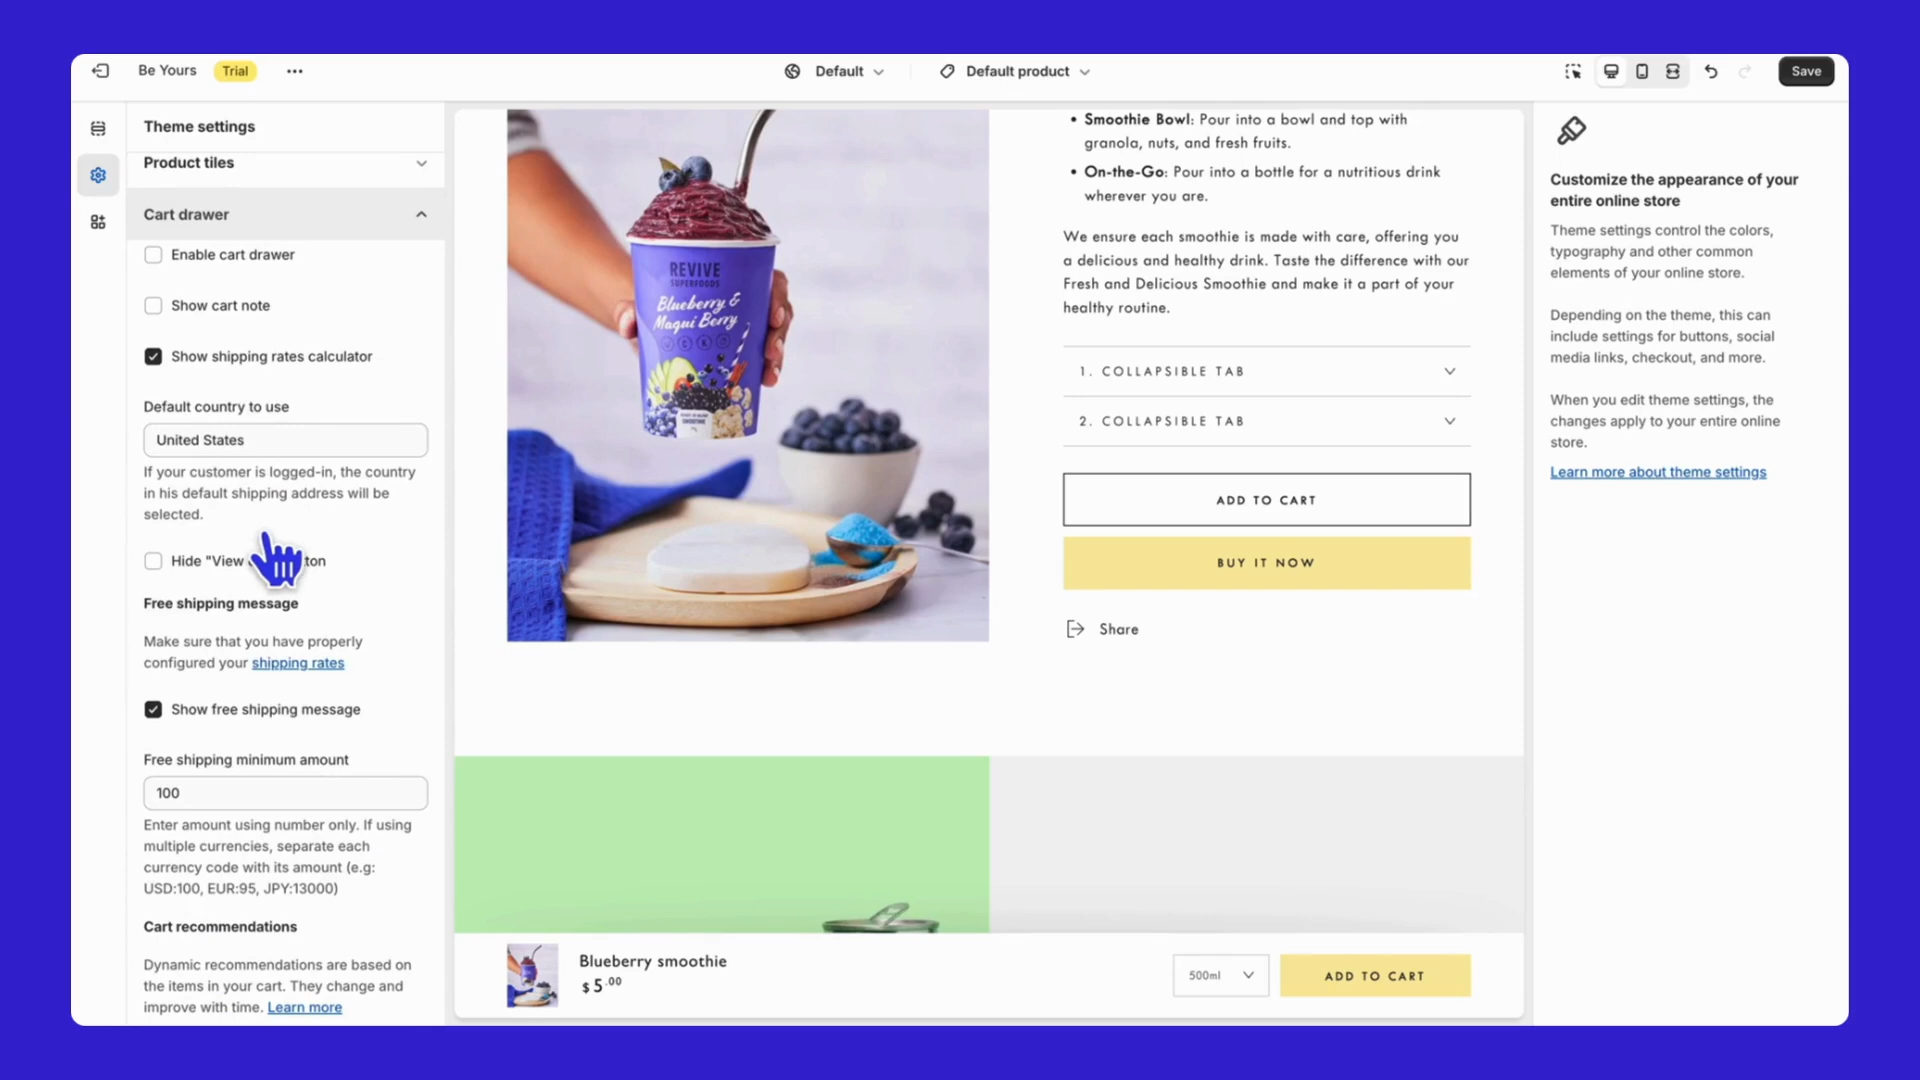 Be Yours
Trial
Default
Default product
Save
Theme settings
Product tiles
Cart drawer
Enable cart drawer
Show cart note
Show shipping rates calculator
Default country to use
United States
If your customer is logged-in, the country
in his default shipping address will be
selected.
Hide "View
ton
Free shipping message
Make sure that you have properly
configured your shipping rates
Show free shipping message
Free shipping minimum amount
100
Enter amount using number only. If using
multiple currencies, separate each
currency code with its amount (e.g:
USD:100, EUR:95, JPY:13000)
Cart recommendations
Dynamic recommendations are based on
the items in your cart. They change and
improve with time. Learn more
REVIVE
SUPERFOODS
Blueberry &
Maqui Berry
• Smoothie Bowl: Pour into a bowl and top with
granola, nuts, and fresh fruits.
• On-the-Go: Pour into a bottle for a nutritious drink
wherever you are.
We ensure each smoothie is made with care, offering you
a delicious and healthy drink. Taste the difference with our
Fresh and Delicious Smoothie and make it a part of your
healthy routine.
1. COLLAPSIBLE TAB
2. COLLAPSIBLE TAB
ADD TO CART
BUY IT NOW
Share
Blueberry smoothie
$5.00
500ml
ADD TO CART
Customize the appearance of your
entire online store
Theme settings control the colors,
typography and other common
elements of your online store.
Depending on the theme, this can
include settings for buttons, social
media links, checkout, and more.
When you edit theme settings, the
changes apply to your entire online
store.
Learn more about theme settings